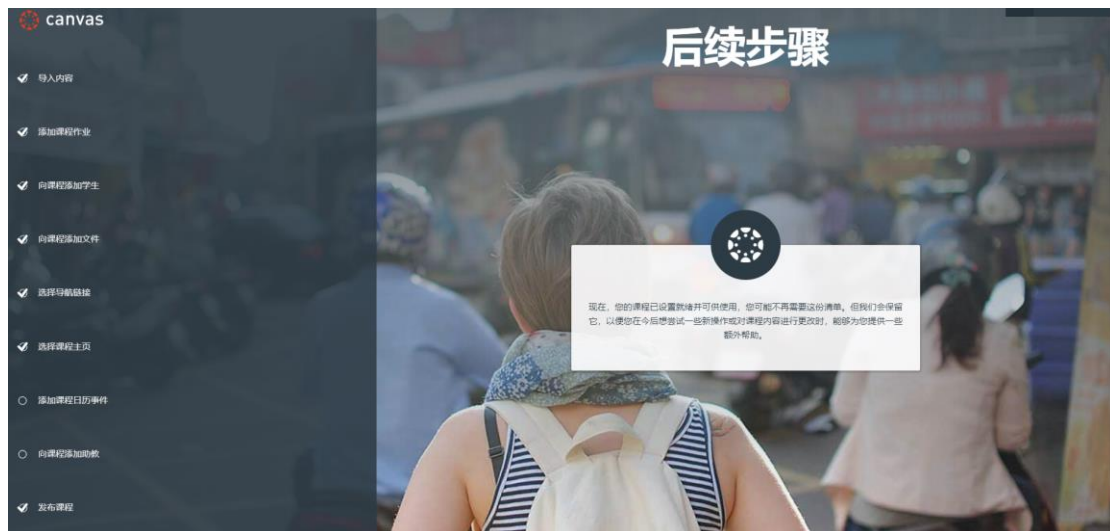 canvas
导入内容
添加课程作业
向课程添加学生
向课程添加文件
选择导航链接
选择课程主页
添加课程日历事件
向课程添加助教
发布课程
后续步骤
现在，您的课程已设置就绪并可供使用，您可能不再需要这份清单。但我们会保留
它，以便您在今后想尝试一些新操作或对课程内容进行更改时，能够为您提供一些
额外帮助。